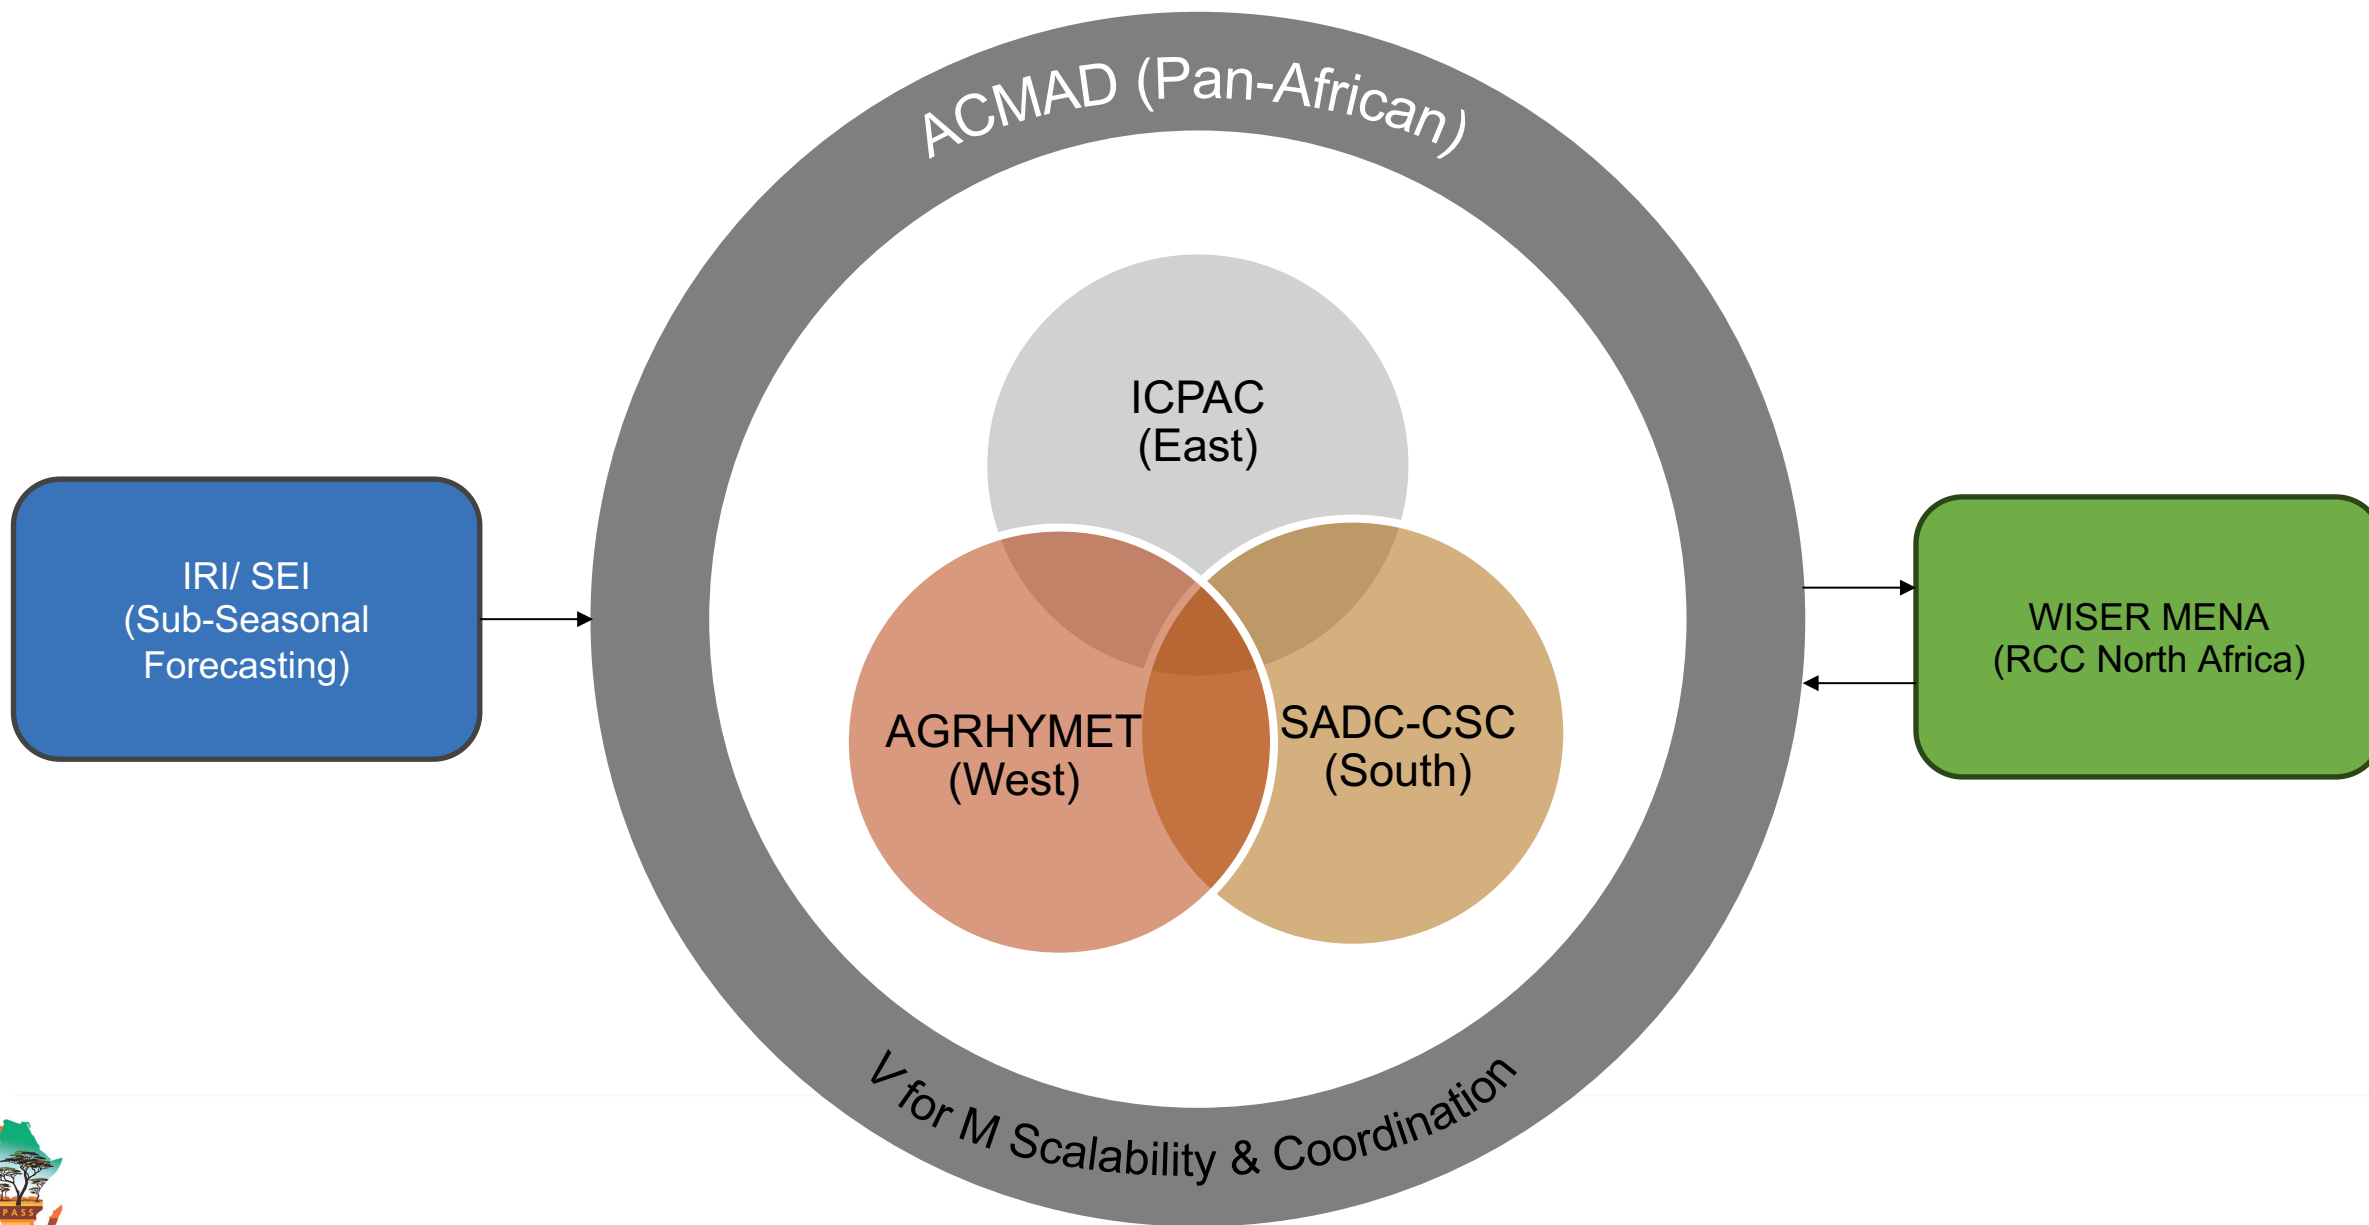 ACMAD (Pan-African)
ICPAC
(East)
IRI/ SEI
(Sub-Seasonal
Forecasting)
WISER MENA
(RCC North Africa)
AGRHYMET
(West)
SADC-CSC
(South)
V for M Scalability & Coordination
PASS